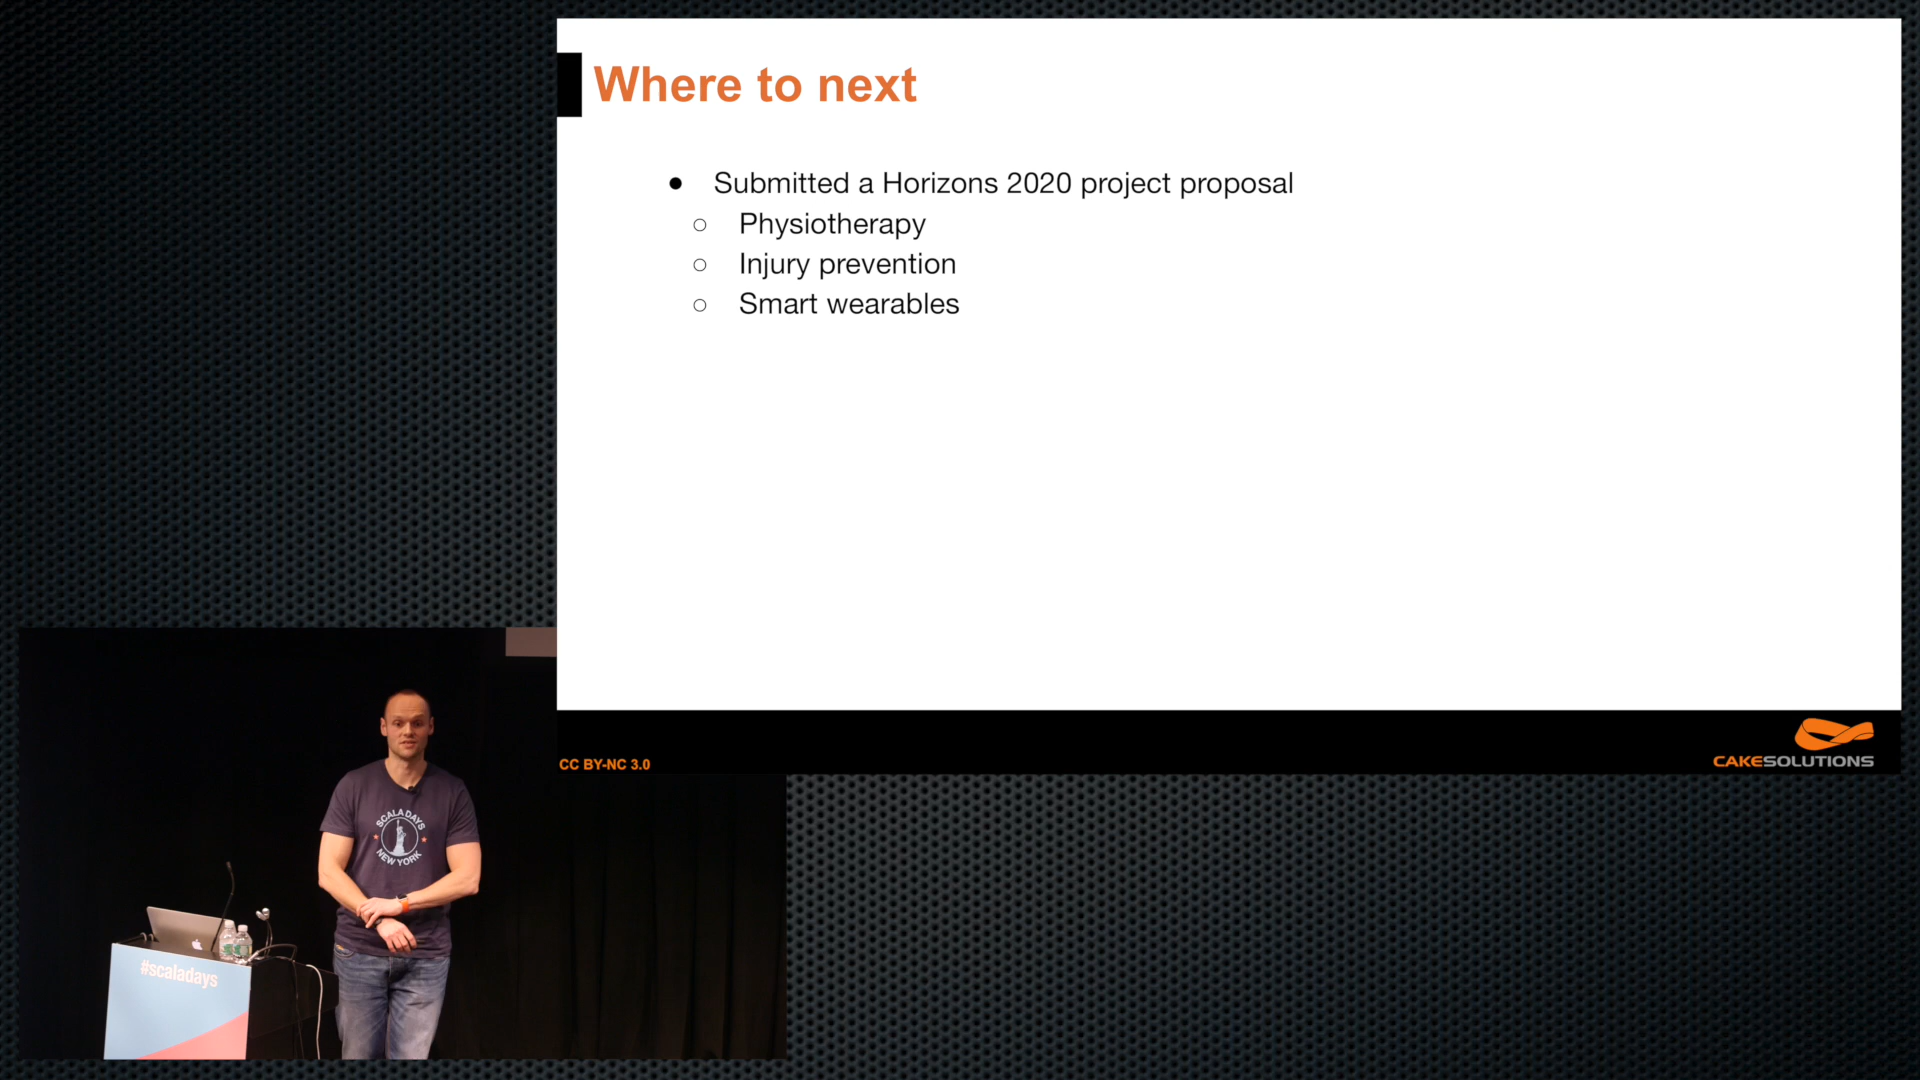 Where to next
● Submitted a Horizons 2020 project proposal
○ Physiotherapy
○ Injury prevention
○ Smart wearables
CC BY-NC 3.0
CAKESOLUTIONS
SCALA DAYS
NEW YORK
#scaladays